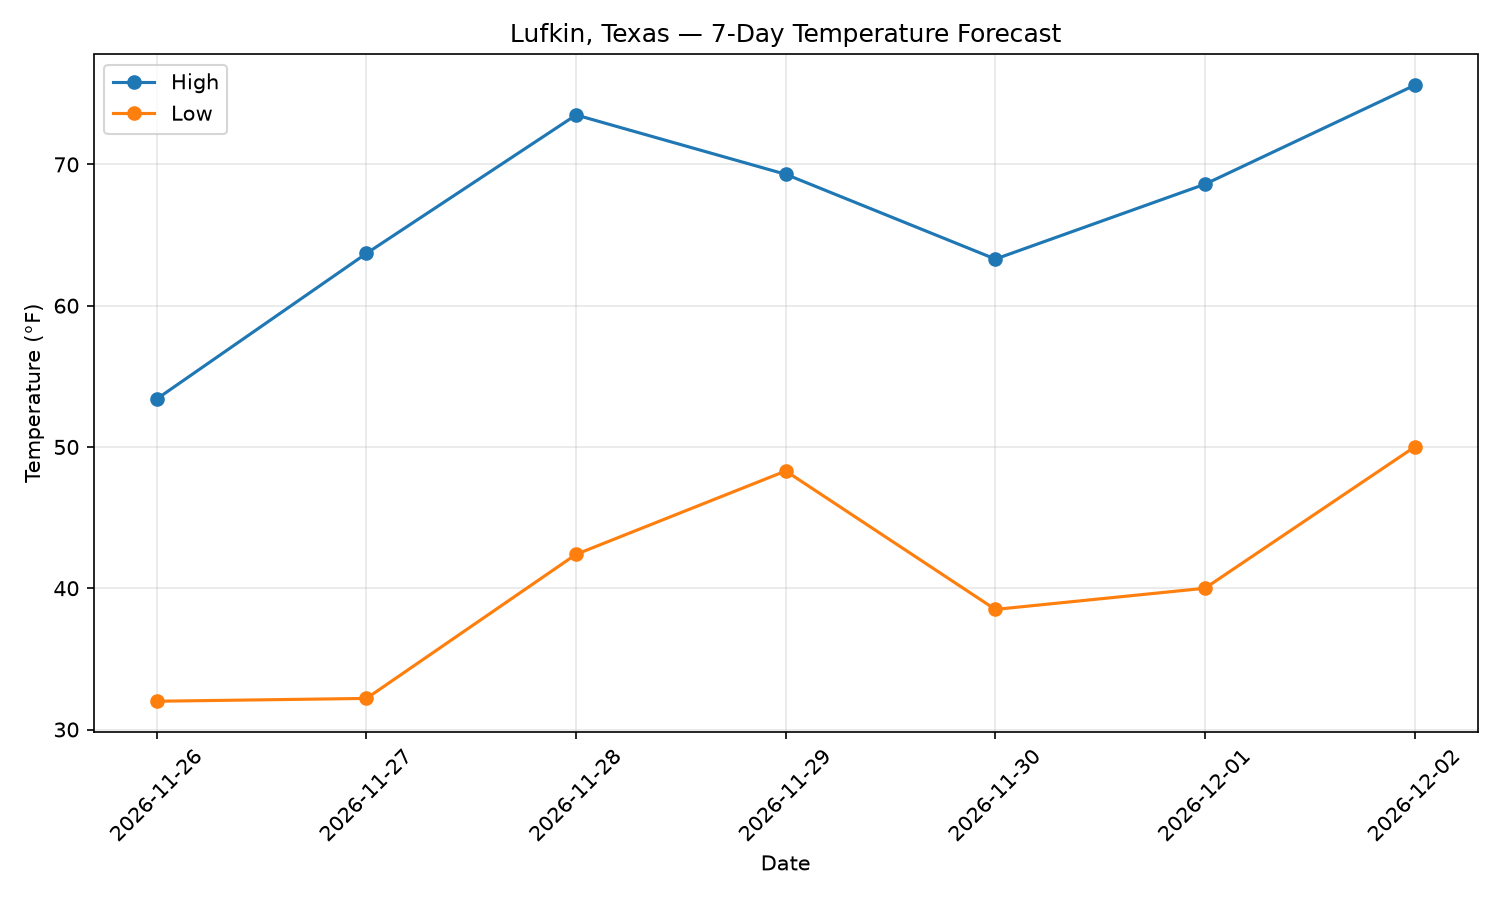 Lufkin, Texas — 7-Day Temperature Forecast
High
Low
Temperature (°F)
70
60
50
40
30
2026-11-26
2026-11-27
2026-11-28
2026-11-29
2026-11-30
2026-12-01
2026-12-02
Date